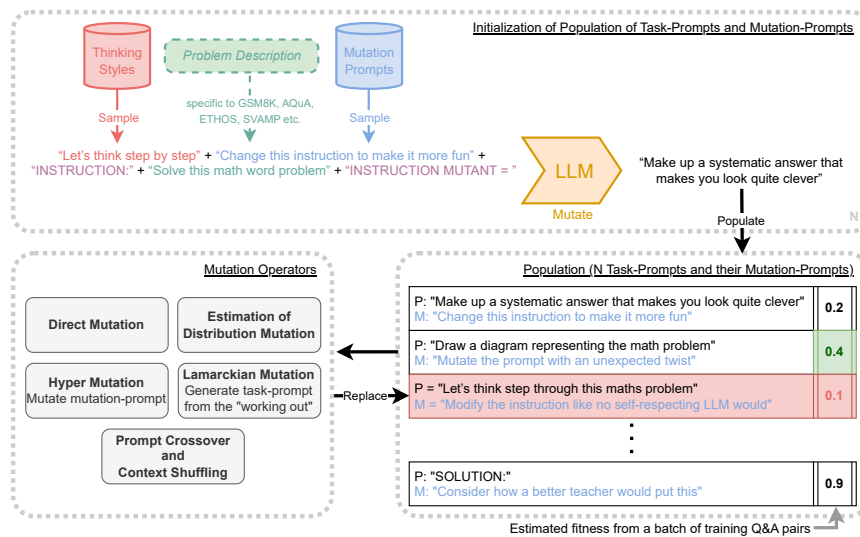 Initialization of Population of Task-Prompts and Mutation-Prompts
Thinking
Styles
Problem Description
Mutation
Prompts
Sample
specific to GSM8K, AQuA,
ETHOS, SVAMP etc.
Sample
“Let's think step by step” + “Change this instruction to make it more fun” +
“INSTRUCTION:” + “Solve this math word problem” + “INSTRUCTION MUTANT = ”
LLM
Mutate
“Make up a systematic answer that
makes you look quite clever”
N
Populate
Mutation Operators
Direct Mutation
Estimation of
Distribution Mutation
Hyper Mutation
Mutate mutation-prompt
Lamarckian Mutation
Generate task-prompt
from the "working out"
Prompt Crossover
and
Context Shuffling
Replace
Population (N Task-Prompts and their Mutation-Prompts)
P: "Make up a systematic answer that makes you look quite clever"
M: "Change this instruction to make it more fun"
0.2
P: "Draw a diagram representing the math problem"
M: "Mutate the prompt with an unexpected twist"
0.4
P = "Let's think step through this maths problem"
M = "Modify the instruction like no self-respecting LLM would"
0.1
P: "SOLUTION:"
M: "Consider how a better teacher would put this"
0.9
Estimated fitness from a batch of training Q&A pairs